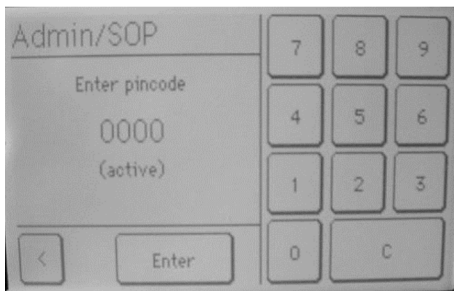 Admin/SOP
Enter pincode
0000
(active)
< Enter
7 8 9
4 5 6
1 2 3
0 C